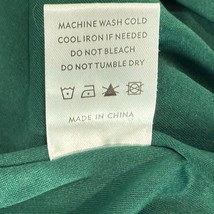 MACHINE WASH COLD
COOL IRON IF NEEDED
DO NOT BLEACH
DO NOT TUMBLE DRY
MADE IN CHINA